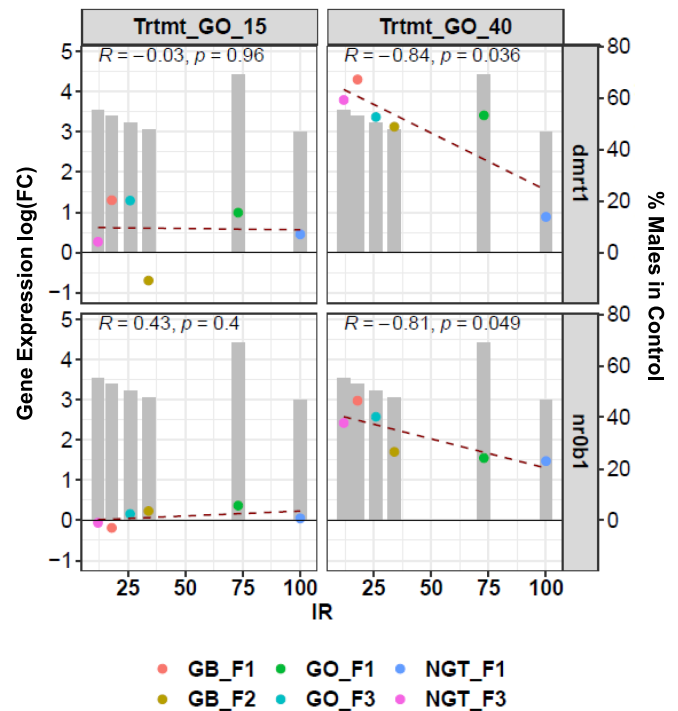 Trtmt_GO_15 Trtmt_GO_40
R = −0.03, p = 0.96 R = −0.84, p = 0.036
5 4 3 2 1 0 −1
80 60 40 20 0
dmrt1
R = 0.43, p = 0.4 R = −0.81, p = 0.049
5 4 3 2 1 0 −1
80 60 40 20 0
nr0b1
Gene Expression log(FC)
% Males in Control
25 50 75 100 25 50 75 100
IR
GB_F1 GO_F1 NGT_F1
GB_F2 GO_F3 NGT_F3